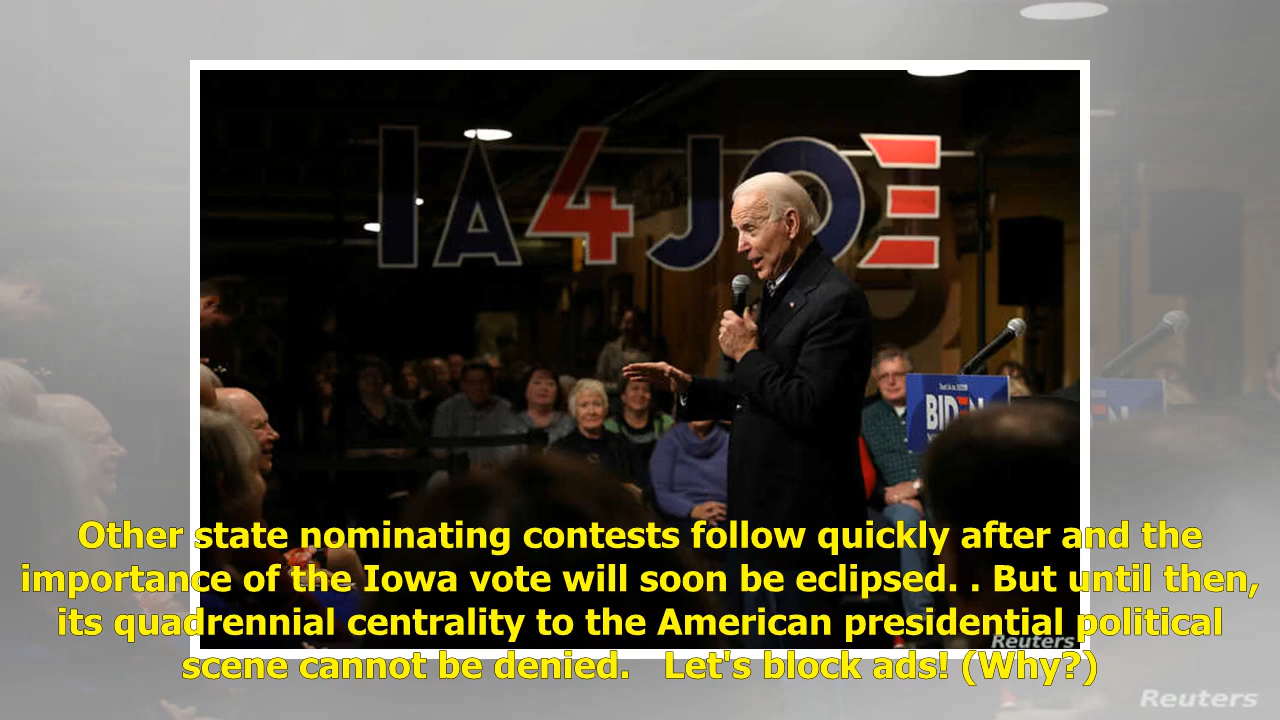 IA4JOE
BIDEN
Other state nominating contests follow quickly after and the
importance of the Iowa vote will soon be eclipsed. . But until then,
its quadrennial centrality to the American presidential political
Reuters
scene cannot be denied.   Let's block ads! (Why?)
Reuters